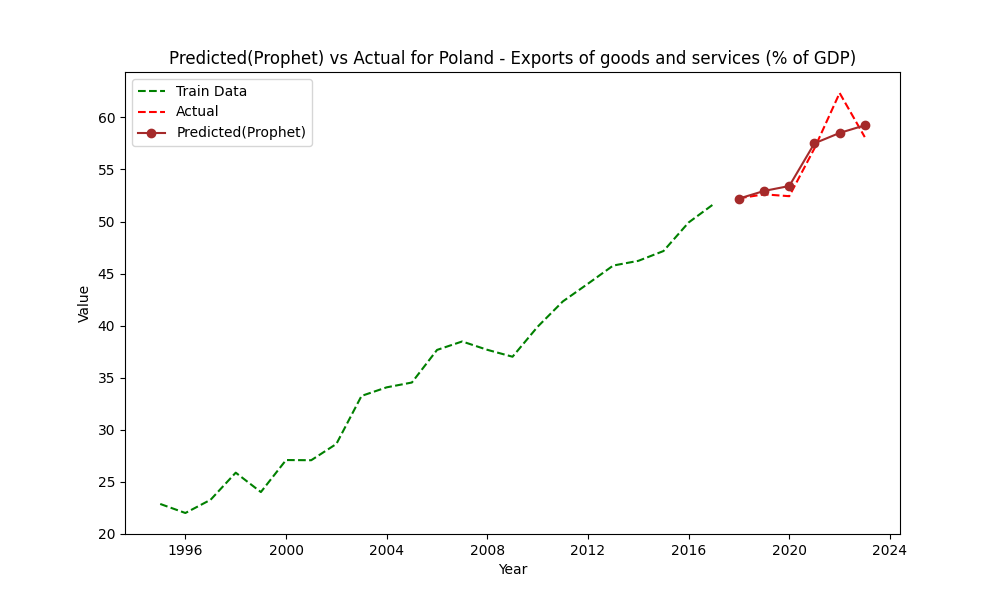 Predicted(Prophet) vs Actual for Poland - Exports of goods and services (% of GDP)
Train Data
Actual
Predicted(Prophet)
60
55
50
45
40
35
30
25
20
Value
1996 2000 2004 2008 2012 2016 2020 2024
Year